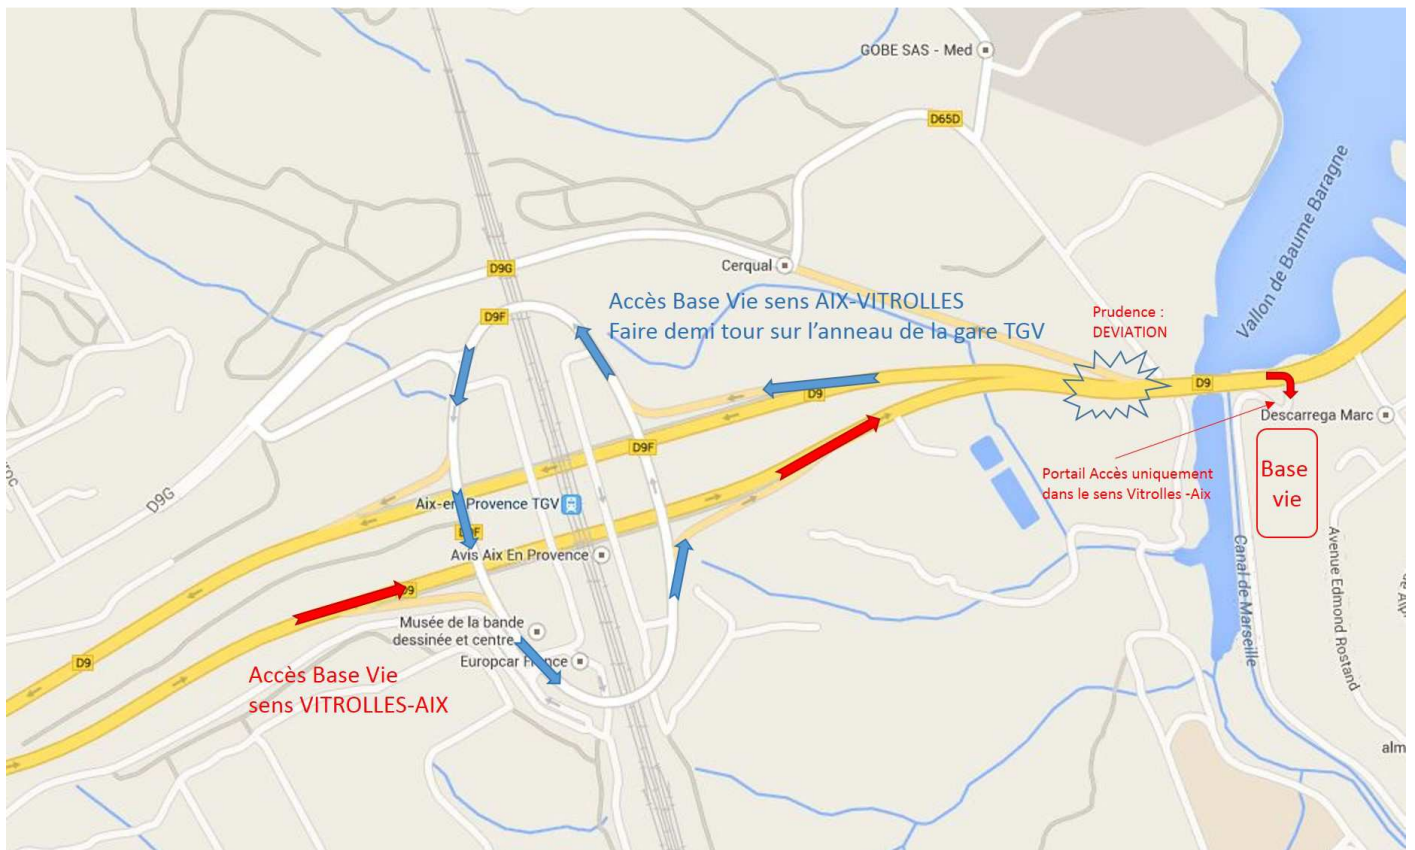 GOBE SAS - Med
D65D
Vallon de Baume Baragne
Cerqual
D9G
D9F
Accès Base Vie sens AIX-VITROLLES
Faire demi tour sur l'anneau de la gare TGV
Prudence :
DEVIATION
D9
D9
Descarrega Marc
D9F
D9G
Portail Accès uniquement
dans le sens Vitrolles -Aix
Base
vie
Aix-en Provence TGV
Avis Aix En Provence
D9
Canal de Marseille
Avenue Edmond Rostand
Musée de la bande
dessinée et centre
Europcar France
D9
Accès Base Vie
sens VITROLLES-AIX
alm